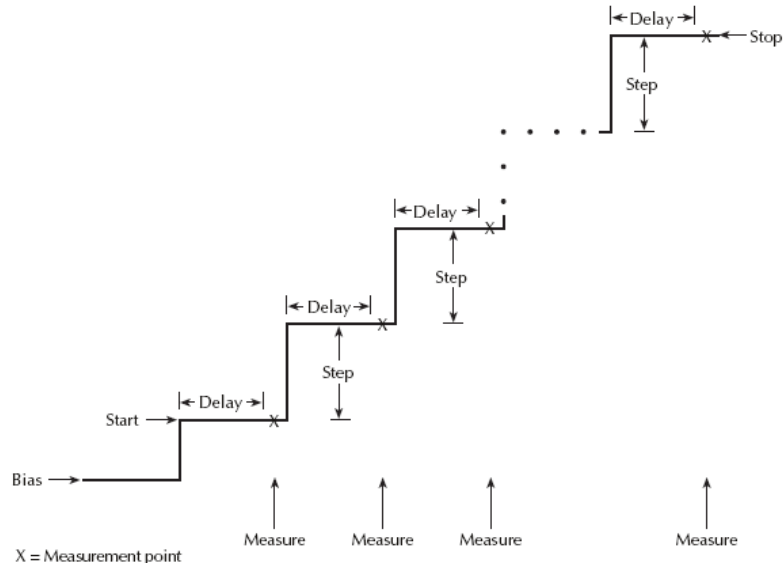 Delay
Stop
Step
Delay
Step
Delay
Step
Delay
Start
Bias
Measure
Measure
Measure
Measure
X = Measurement point